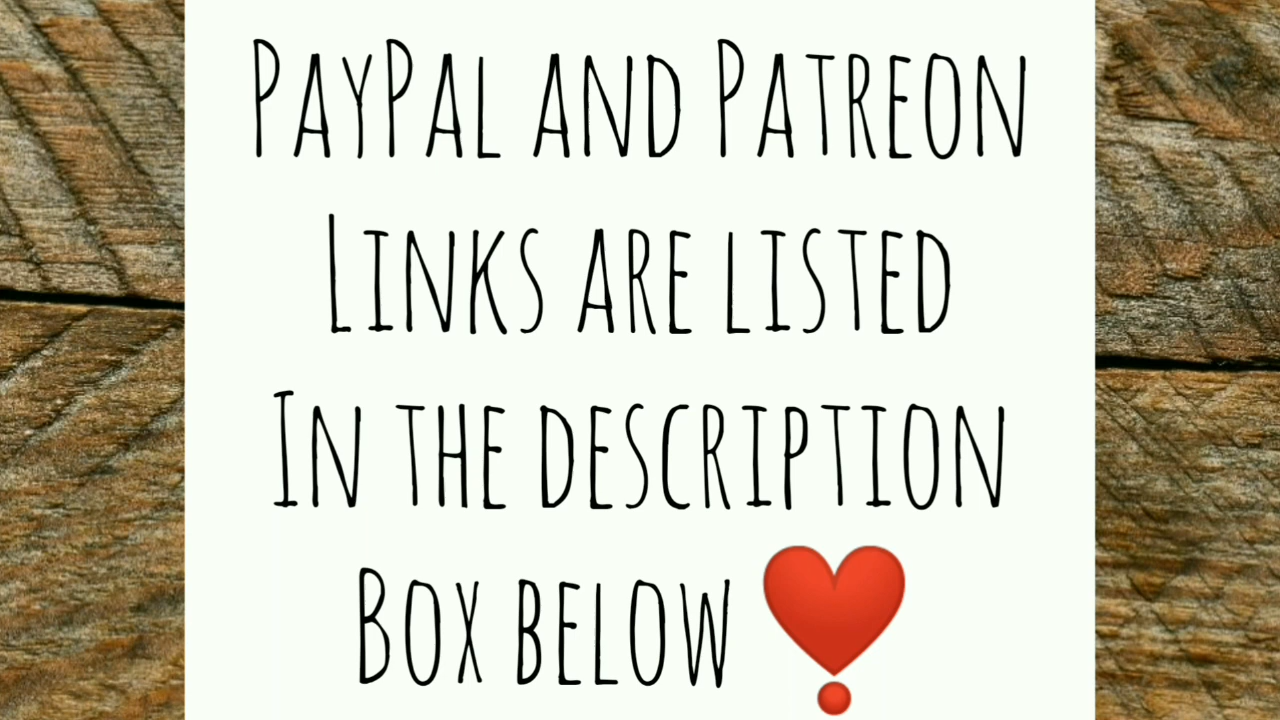 PayPal and Patreon
Links are listed
In the description
Box below ❣️